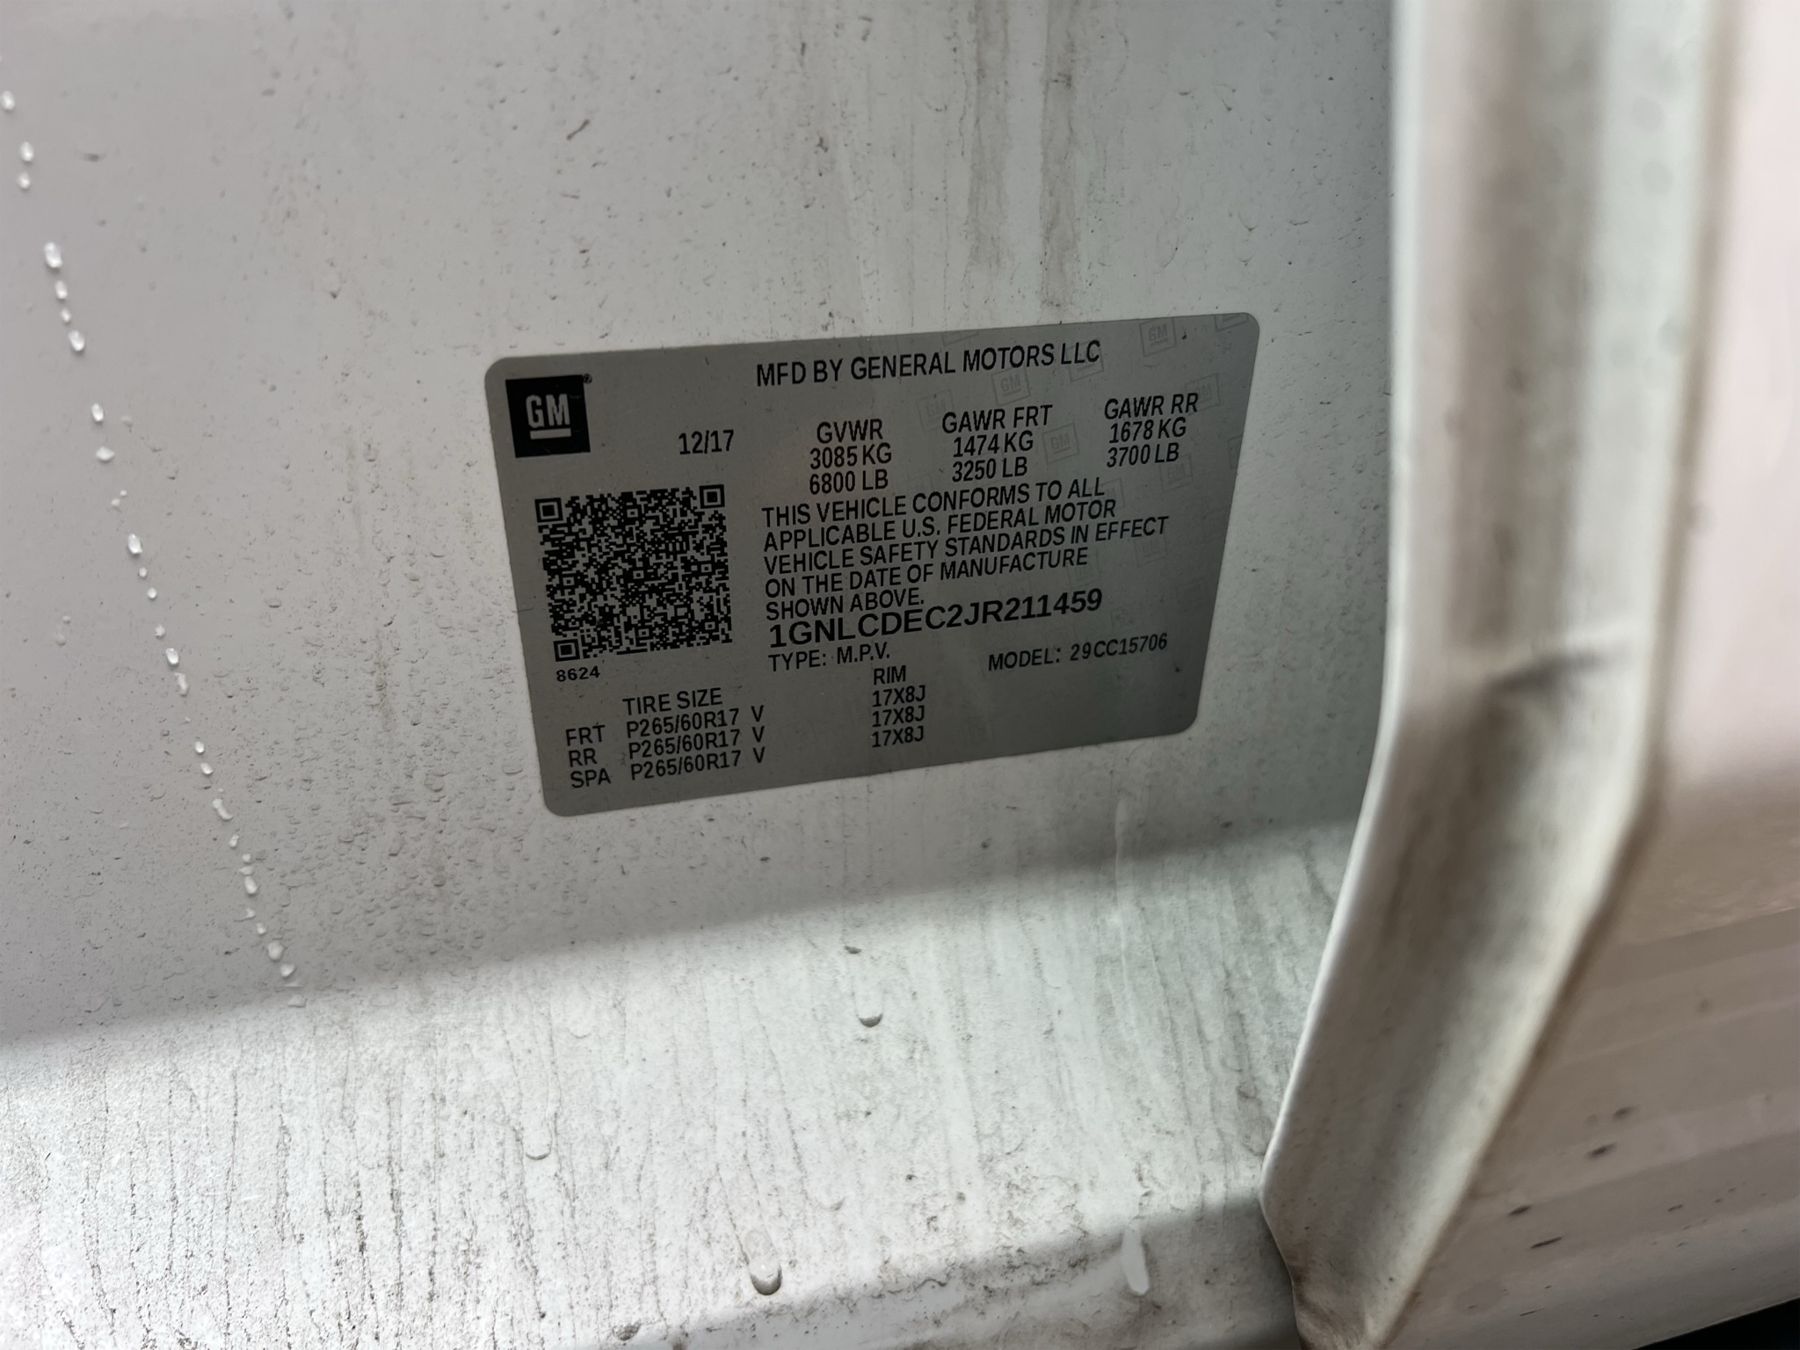 MFD BY GENERAL MOTORS LLC
GM
12/17
GVWR GAWR FRT GAWR RR
3085 KG 1474 KG 1678 KG
6800 LB 3250 LB 3700 LB
THIS VEHICLE CONFORMS TO ALL
APPLICABLE U.S. FEDERAL MOTOR
VEHICLE SAFETY STANDARDS IN EFFECT
ON THE DATE OF MANUFACTURE
SHOWN ABOVE.
1GNLCDEC2JR211459
8624
TYPE: M.P.V. MODEL: 29CC15706
TIRE SIZE RIM
FRT P265/60R17 V 17X8J
RR P265/60R17 V 17X8J
SPA P265/60R17 V 17X8J